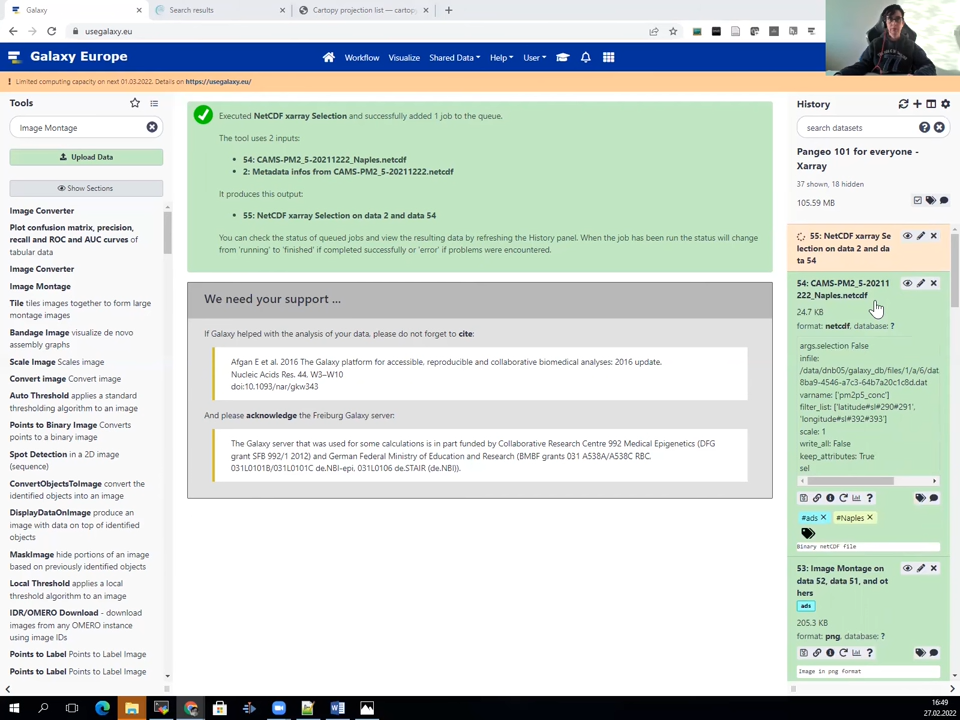 Galaxy
Search results
Cartopy projection list — cartopy
usegalaxy.eu
Galaxy Europe
Workflow
Visualize
Shared Data
Help
User
Limited computing capacity on next 01.03.2022. Details on https://usegalaxy.eu/
Tools
Image Montage
Upload Data
Show Sections
Image Converter
Plot confusion matrix, precision,
recall and ROC and AUC curves of
tabular data
Image Converter
Image Montage
Tile tiles images together to form large
montage images
Bandage Image visualize de novo
assembly graphs
Scale Image Scales image
Convert image Convert image
Auto Threshold applies a standard
thresholding algorithm to an image
Points to Binary Image Converts
points to a binary image
Spot Detection in a 2D image
(sequence)
ConvertObjectsToImage convert the
identified objects into an image
DisplayDataOnImage produce an
image with data on top of identified
objects
MaskImage hide portions of an image
based on previously identified objects
Local Threshold applies a local
threshold algorithm to an image
IDR/OMERO Download - download
images from any OMERO instance
using image IDs
Points to Label Points to Label Image
Points to Label Points to Label Image
Executed NetCDF xarray Selection and successfully added 1 job to the queue.
The tool uses 2 inputs:
• 54: CAMS-PM2_5-20211222_Naples.netcdf
• 2: Metadata infos from CAMS-PM2_5-20211222.netcdf
It produces this output:
• 55: NetCDF xarray Selection on data 2 and data 54
You can check the status of queued jobs and view the resulting data by refreshing the History panel. When the job has been run the status will change
from 'running' to 'finished' if completed successfully or 'error' if problems were encountered.
We need your support ...
If Galaxy helped with the analysis of your data, please do not forget to cite:
Afgan E et al. 2016 The Galaxy platform for accessible, reproducible and collaborative biomedical analyses: 2016 update.
Nucleic Acids Res. 44. W3–W10
doi:10.1093/nar/gkw343
And please acknowledge the Freiburg Galaxy server:
The Galaxy server that was used for some calculations is in part funded by Collaborative Research Centre 992 Medical Epigenetics (DFG
grant SFB 992/1 2012) and German Federal Ministry of Education and Research (BMBF grants 031 A538A/A538C RBC,
031L0101B/031L0101C de.NBI-epi, 031L0106 de.STAIR (de.NBI)).
History
search datasets
Pangeo 101 for everyone -
Xarray
37 shown, 18 hidden
105.59 MB
55: NetCDF xarray Se
lection on data 2 and da
ta 54
54: CAMS-PM2_5-20211
222_Naples.netcdf
24.7 KB
format: netcdf, database: ?
args.selection False
infile:
/data/dnb05/galaxy_db/files/1/a/6/dat
8ba9-4546-a7c3-64b7a20c1c8d.dat
varname: ['pm2p5_conc']
filter_list: ['latitude#sl#290#291',
'longitude#sl#392#393']
scale: 1
write_all: False
keep_attributes: True
sel
#ads
#Naples
Binary netCDF file
53: Image Montage on
data 52, data 51, and ot
hers
ads
205.3 KB
format: png, database: ?
Image in png format
16:49
27.02.2022